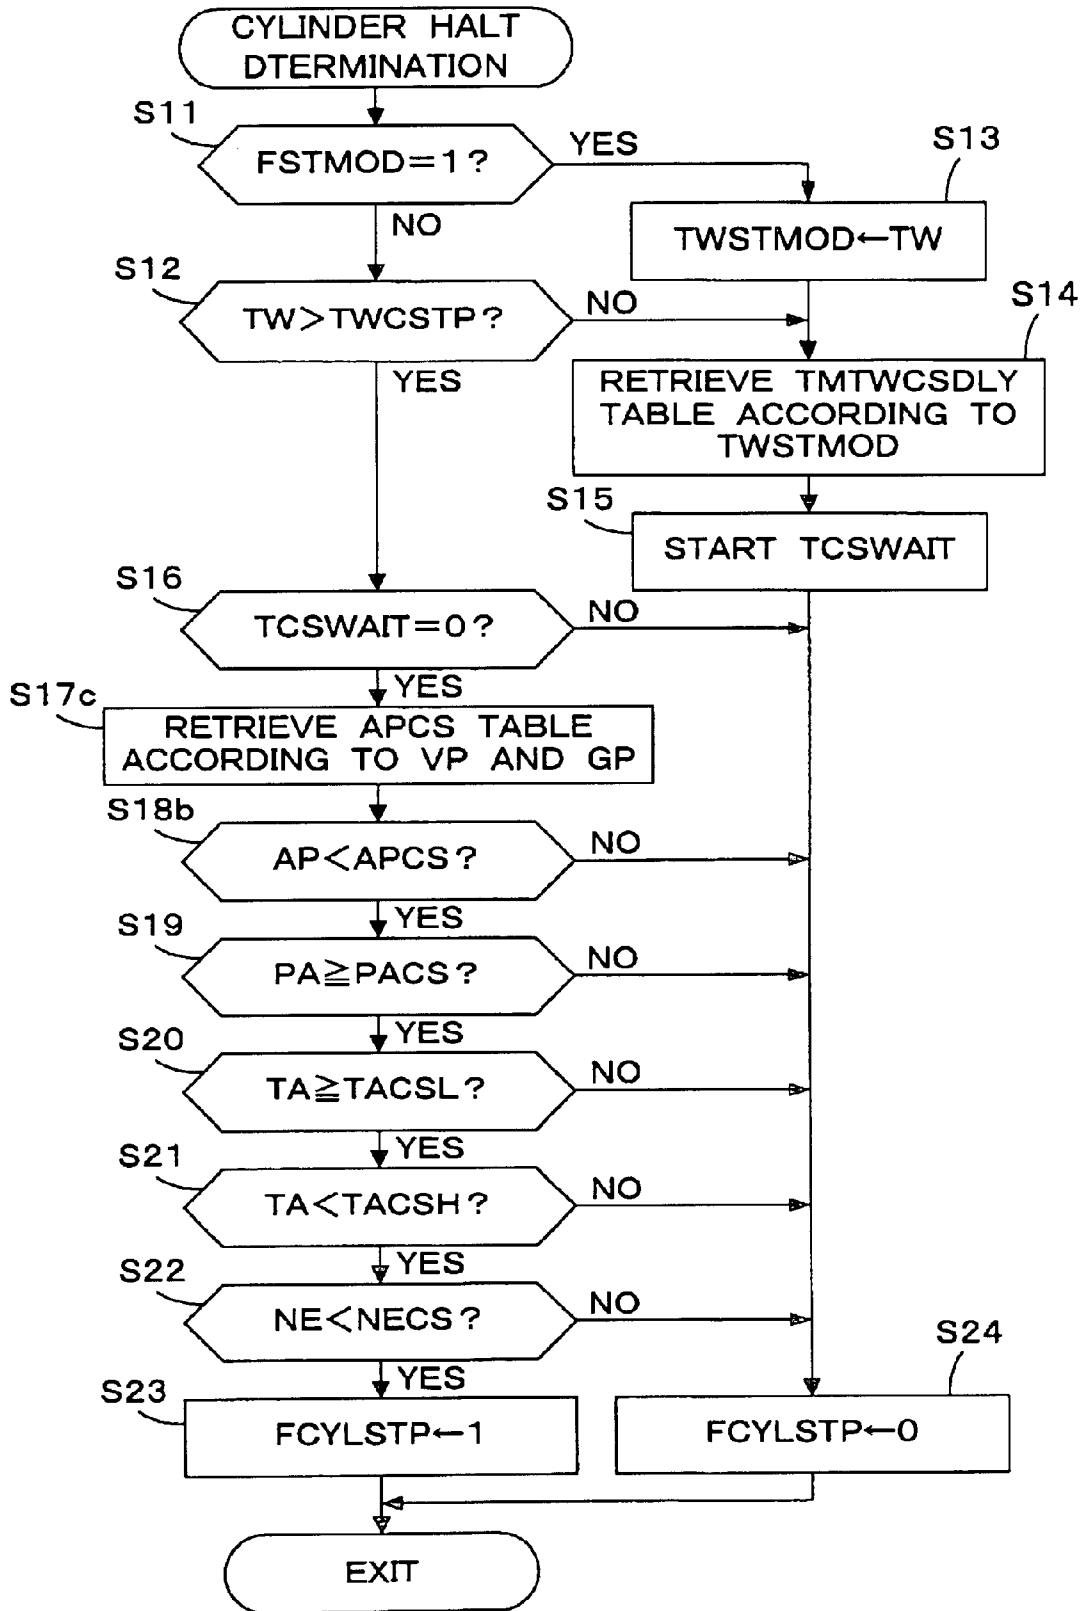 CYLINDER HALT
DTERMINATION
S11
FSTMOD=1?
YES
NO
S13
TWSTMOD←TW
S12
TW>TWCSTP?
NO
YES
S14
RETRIEVE TMTWCSDLY
TABLE ACCORDING TO
TWSTMOD
S15
START TCSWAIT
S16
TCSWAIT=0?
NO
YES
S17c
RETRIEVE APCS TABLE
ACCORDING TO VP AND GP
S18b
AP<APCS?
NO
YES
S19
PA≧PACS?
NO
YES
S20
TA≧TACSL?
NO
YES
S21
TA<TACSH?
NO
YES
S22
NE<NECS?
NO
YES
S23
FCYLSTP←1
S24
FCYLSTP←0
EXIT